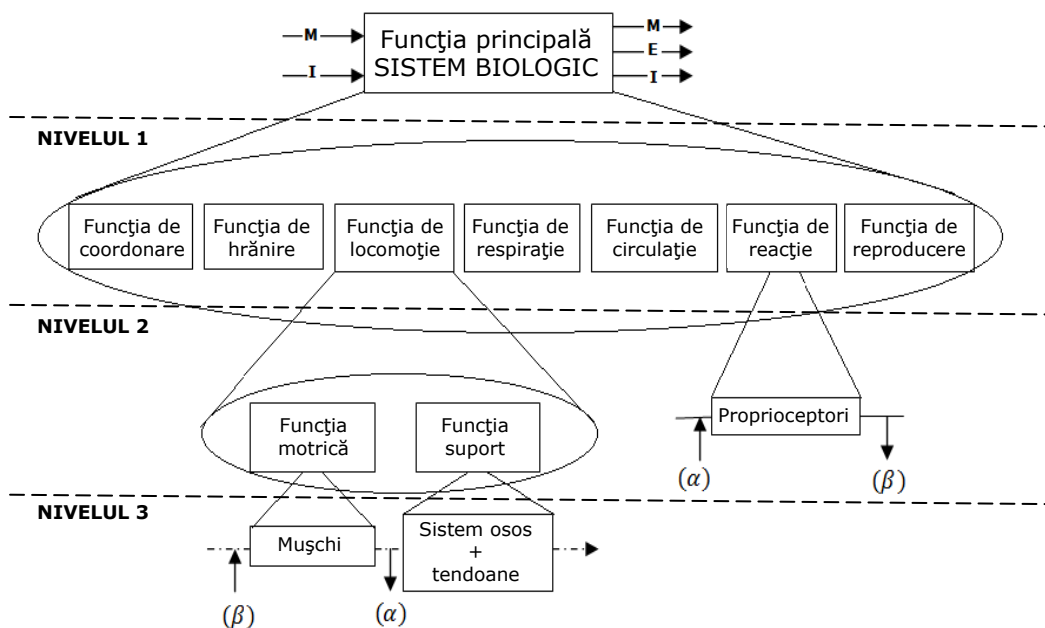 Funcţia principală
SISTEM BIOLOGIC
M
I
M
E
I
NIVELUL 1
Funcţia de
coordonare
Funcţia de
hrănire
Funcţia de
locomoţie
Funcţia de
respiraţie
Funcţia de
circulaţie
Funcţia de
reacţie
Funcţia de
reproducere
NIVELUL 2
Funcţia
motrică
Funcţia
suport
Proprioceptori
(α)
(β)
NIVELUL 3
Muşchi
Sistem osos
+
tendoane
(β)
(α)